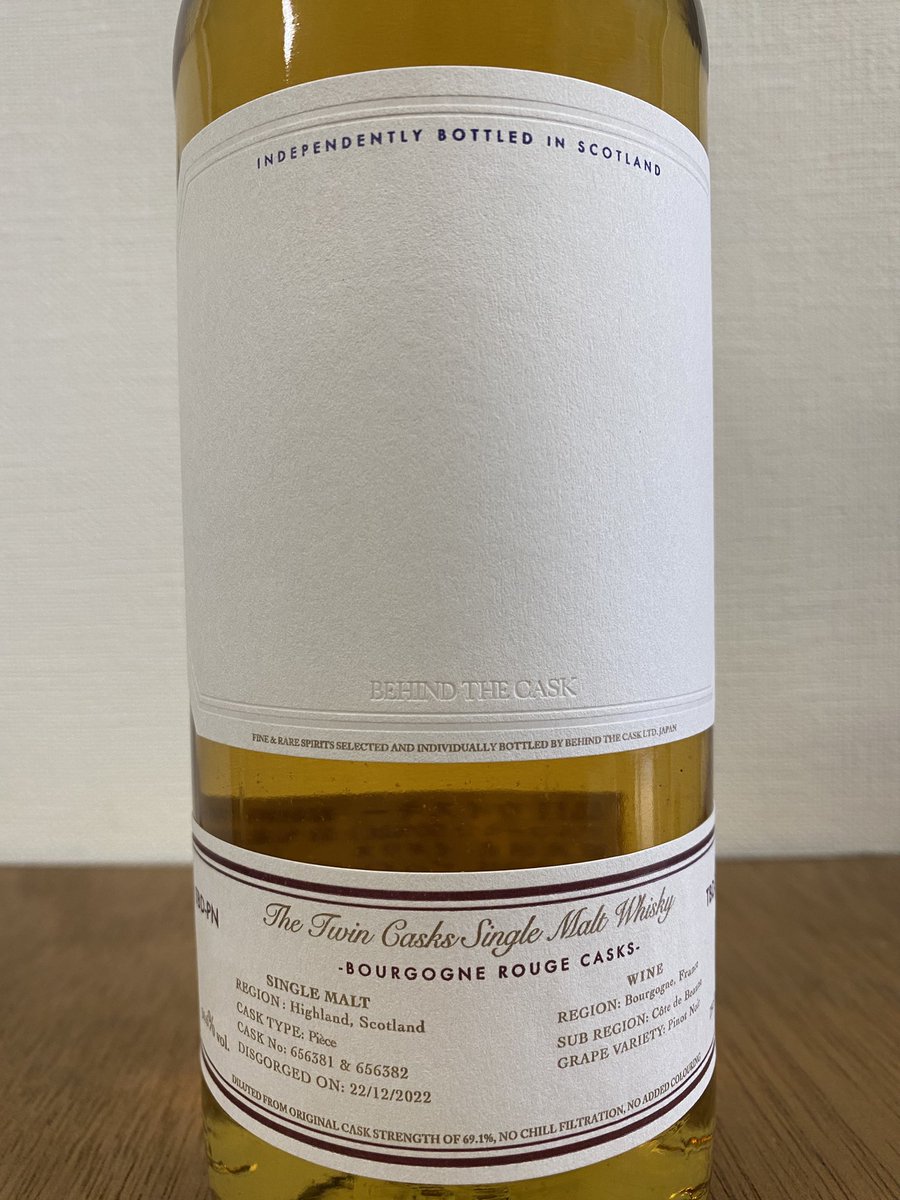 INDEPENDENTLY BOTTLED IN SCOTLAND
BEHIND THE CASK
FINE & RARE SPIRITS SELECTED AND INDIVIDUALLY BOTTLED BY BEHIND THE CASK LTD. JAPAN
TBD-PN
The Twin Casks Single Malt Whisky
-BOURGOGNE ROUGE CASKS-
SINGLE MALT
REGION: Highland, Scotland
CASK TYPE: Pièce
CASK No: 656381 & 656382
DISGORGED ON: 22/12/2022
WINE
REGION: Bourgogne, France
SUB REGION: Côte de Beaune
GRAPE VARIETY: Pinot Noir
% vol.
DILUTED FROM ORIGINAL CASK STRENGTH OF 69.1%, NO CHILL FILTRATION, NO ADDED COLOURING